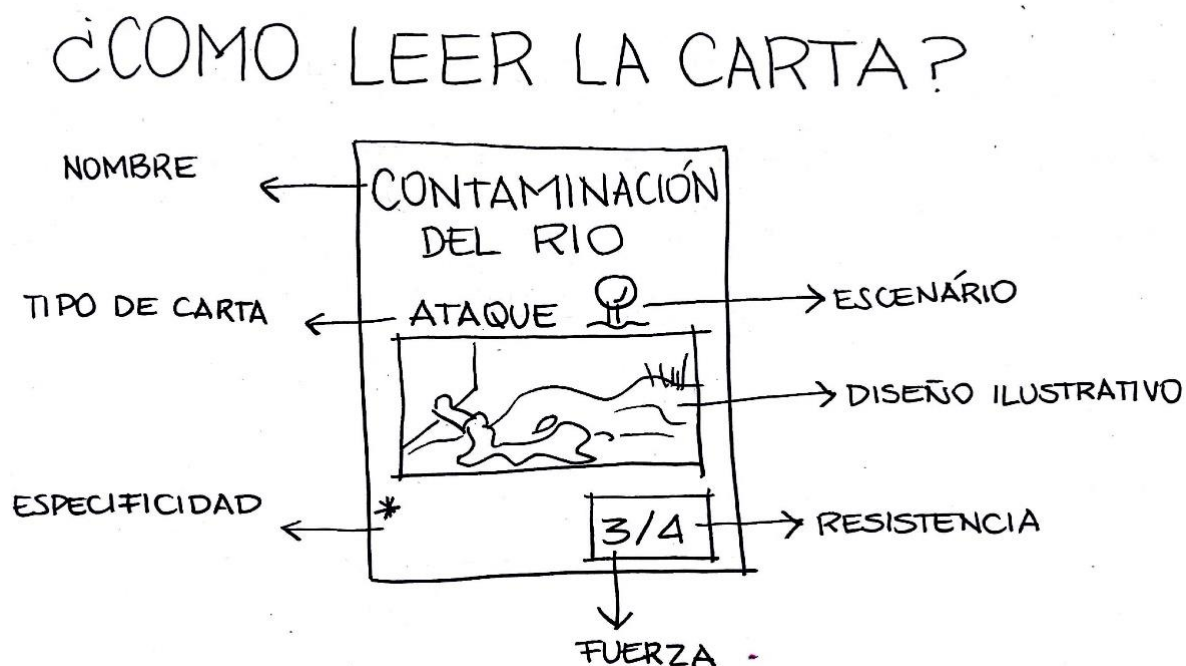 ¿COMO LEER LA CARTA?
NOMBRE
CONTAMINACIÓN
DEL RIO
TIPO DE CARTA
ATAQUE
ESCENÁRIO
DISEÑO ILUSTRATIVO
ESPECIFICIDAD
*
3/4
RESISTENCIA
FUERZA